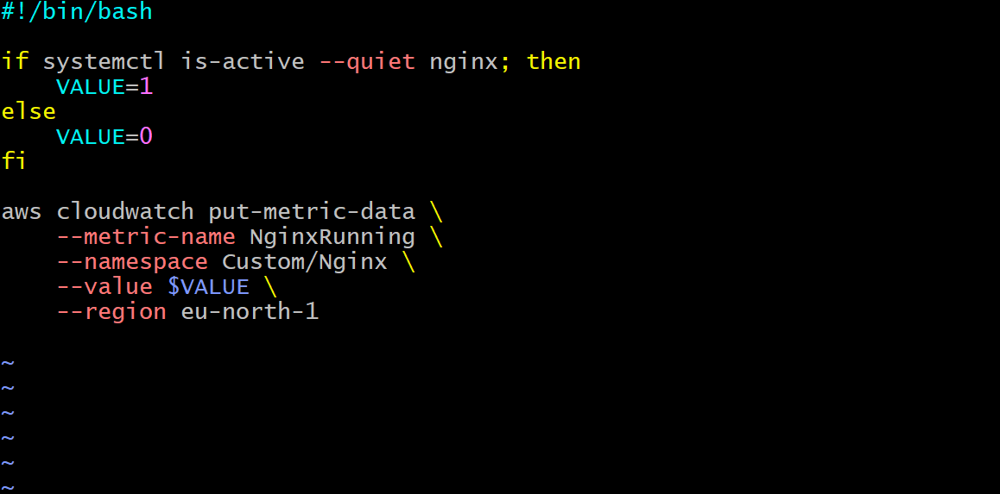 #!/bin/bash

if systemctl is-active --quiet nginx; then
    VALUE=1
else
    VALUE=0
fi

aws cloudwatch put-metric-data \
    --metric-name NginxRunning \
    --namespace Custom/Nginx \
    --value $VALUE \
    --region eu-north-1

~
~
~
~
~
~